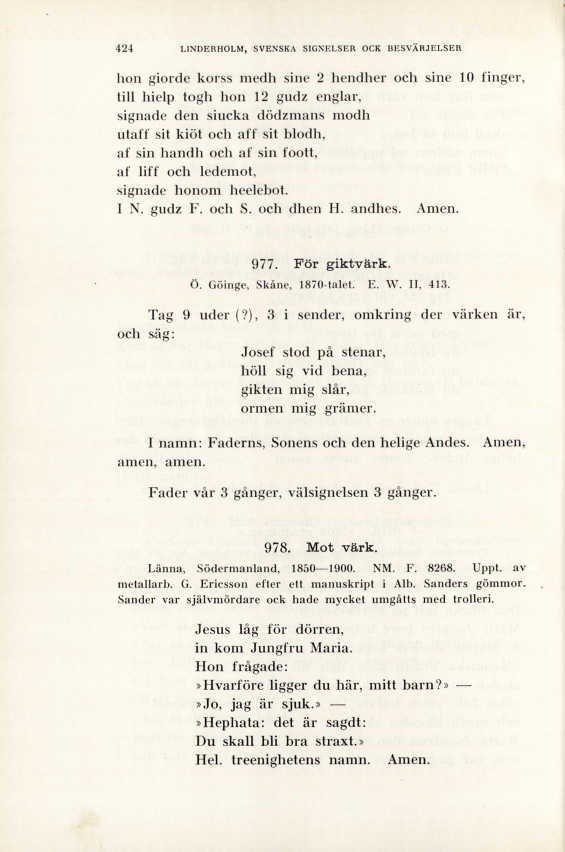 424 LINDERHOLM, SVENSKA SIGNELSER OCK BESVÄRJELSER
hon giorde korss medh sine 2 hendher och sine 10 finger,
till hielp togh hon 12 gudz englar,
signade den siucka dödzmans modh
utaff sit kiöt och aff sit blodh,
af sin handh och af sin foott,
af liff och ledemot,
signade honom heelebot.
I N. gudz F. och S. och dhen H. andhes. Amen.
977. För giktvärk.
Ö. Göinge, Skåne, 1870-talet. E. W. II, 413.
Tag 9 uder (?), 3 i sender, omkring der värken är,
och säg:
Josef stod på stenar,
höll sig vid bena,
gikten mig slår,
ormen mig grämer.
I namn: Faderns, Sonens och den helige Andes. Amen,
amen, amen.
Fader vår 3 gånger, välsignelsen 3 gånger.
978. Mot värk.
Länna, Södermanland, 1850—1900. NM. F. 8268. Uppt. av
metallarb. G. Ericsson efter ett manuskript i Alb. Sanders gömmor.
Sander var självmördare ock hade mycket umgåtts med trolleri.
Jesus låg för dörren,
in kom Jungfru Maria.
Hon frågade:
»Hvarföre ligger du här, mitt barn?» —
»Jo, jag är sjuk.» —
»Hephata: det är sagdt:
Du skall bli bra straxt.»
Hel. treenighetens namn. Amen.